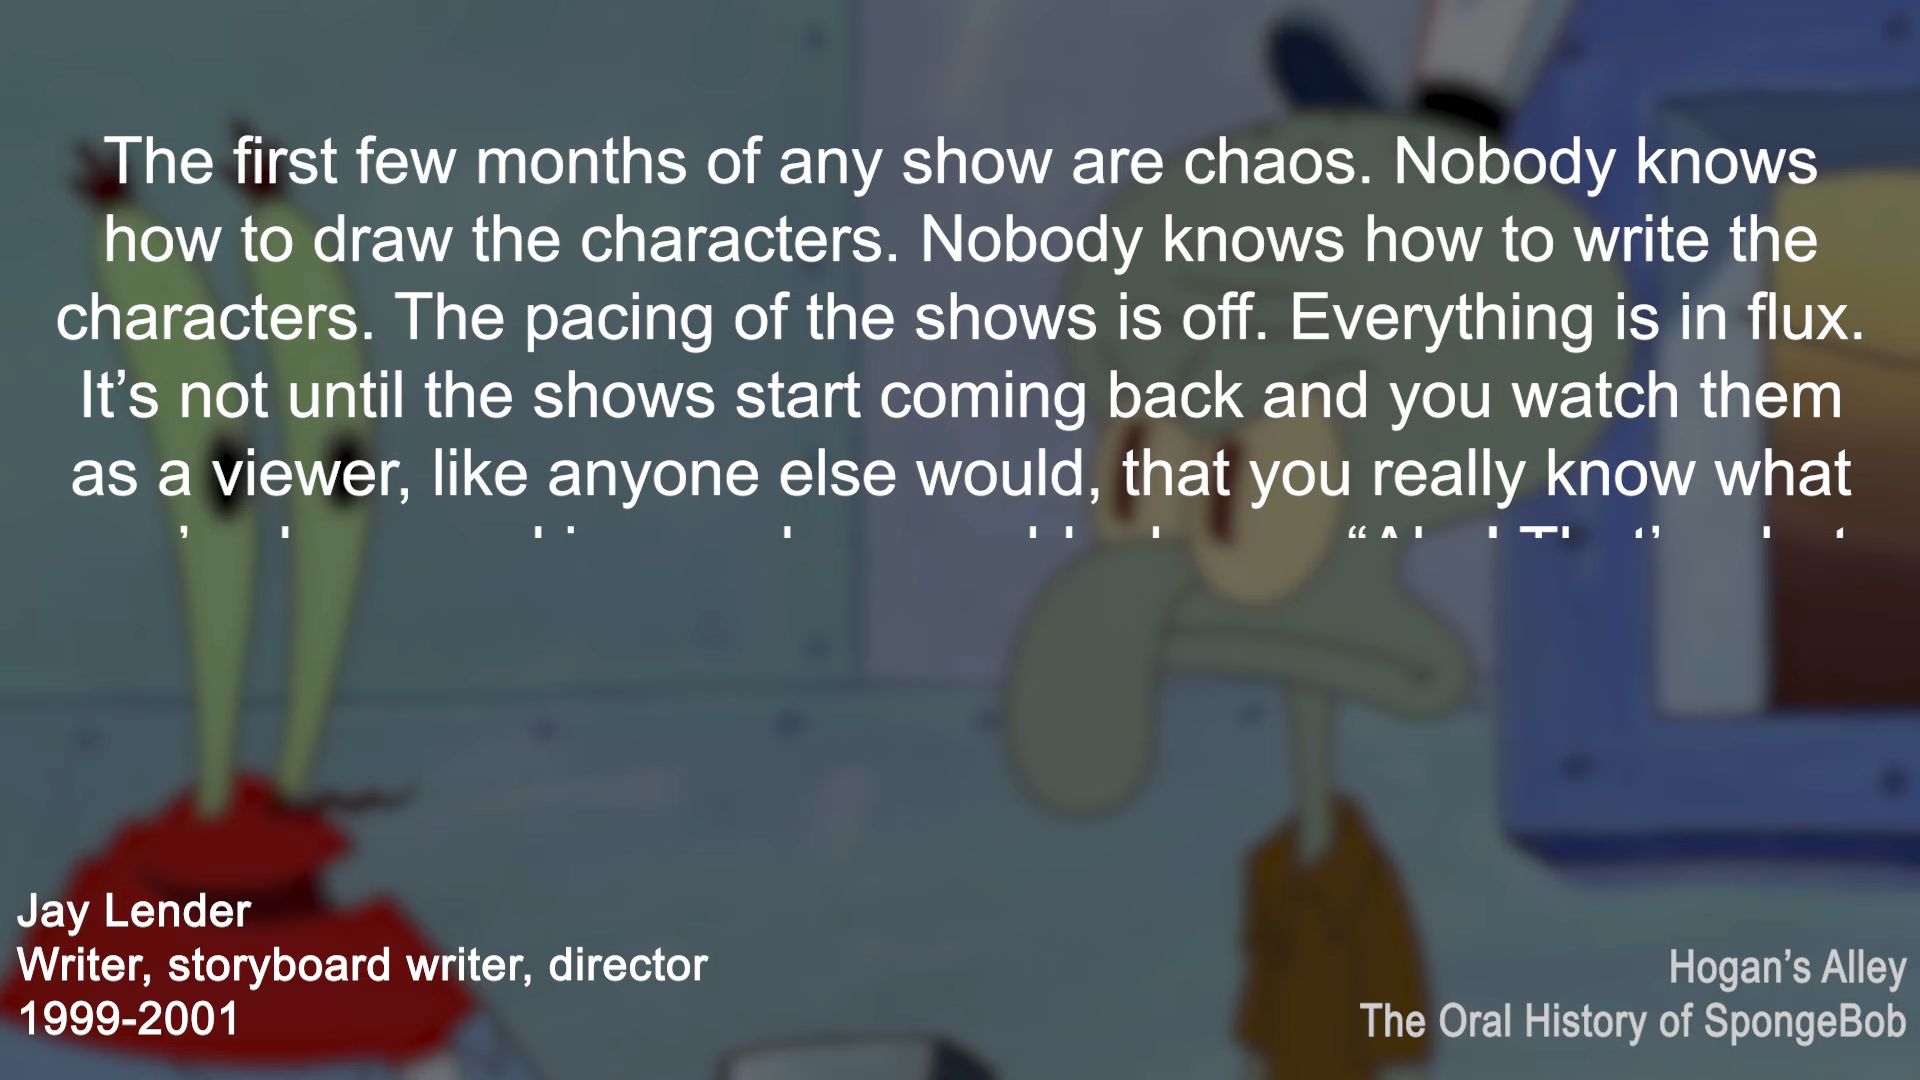 The first few months of any show are chaos. Nobody knows
how to draw the characters. Nobody knows how to write the
characters. The pacing of the shows is off. Everything is in flux.
It’s not until the shows start coming back and you watch them
as a viewer, like anyone else would, that you really know what
Jay Lender
Writer, storyboard writer, director
1999-2001
Hogan’s Alley
The Oral History of SpongeBob